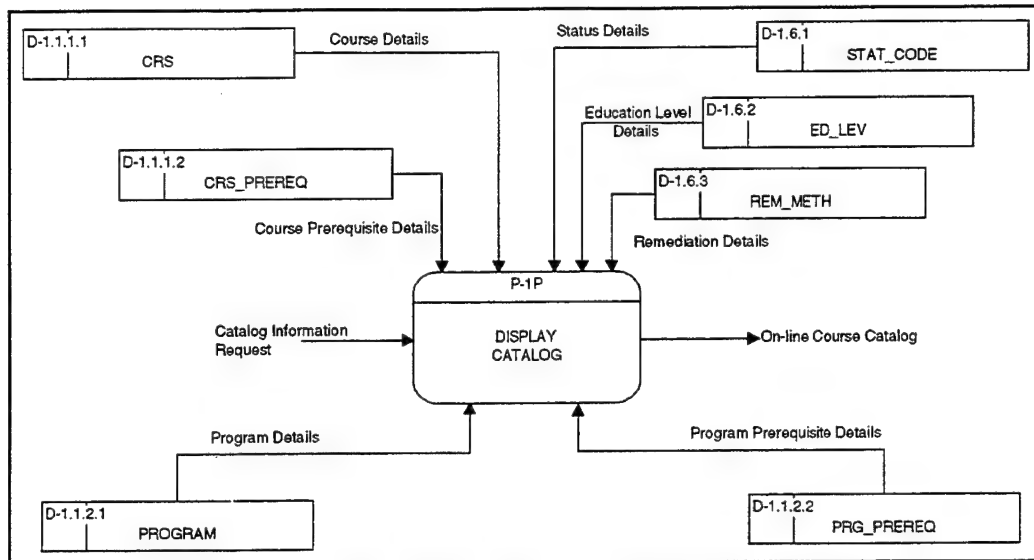 D-1.1.1.1
CRS
Course Details
Status Details
D-1.6.1
STAT_CODE
Education Level
Details
D-1.6.2
ED_LEV
D-1.1.1.2
CRS_PREREQ
D-1.6.3
REM_METH
Course Prerequisite Details
Remediation Details
P-1P
Catalog Information
Request
DISPLAY
CATALOG
On-line Course Catalog
Program Details
Program Prerequisite Details
D-1.1.2.1
PROGRAM
D-1.1.2.2
PRG_PREREQ